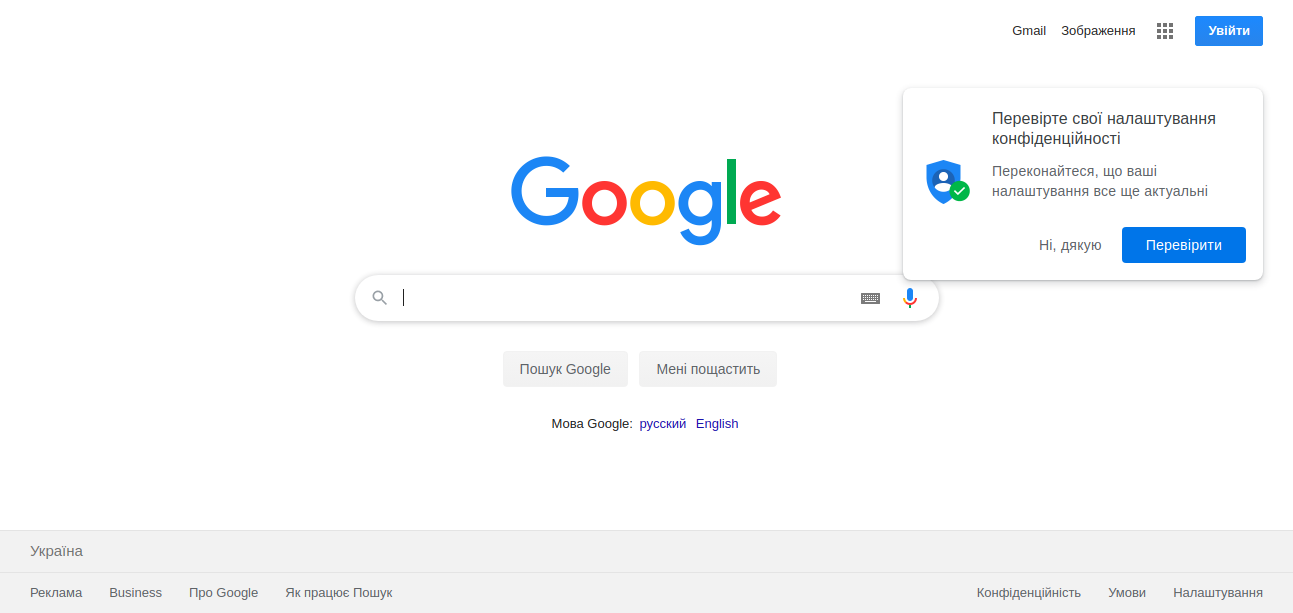 Gmail Зображення Увійти
Перевірте свої налаштування
конфіденційності
Переконайтеся, що ваші
налаштування все ще актуальні
Ні, дякую Перевірити
Google
Пошук Google Мені пощастить
Мова Google: русский English
Україна
Реклама Business Про Google Як працює Пошук Конфіденційність Умови Налаштування